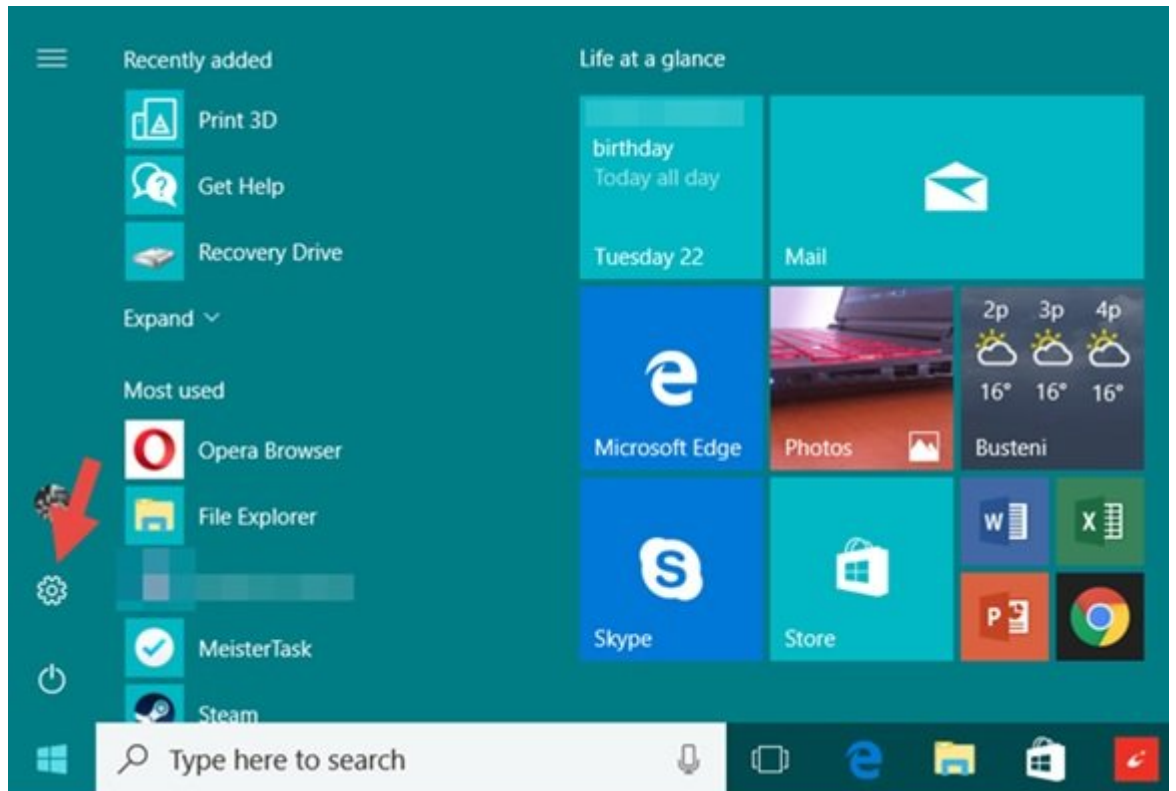 Recently added
Print 3D
Get Help
Recovery Drive
Expand
Most used
Opera Browser
File Explorer
MeisterTask
Steam
Life at a glance
birthday
Today all day
Tuesday 22
Mail
Microsoft Edge
Photos
2p 3p 4p
16° 16° 16°
Busteni
Skype
Store
W
X
P
Type here to search